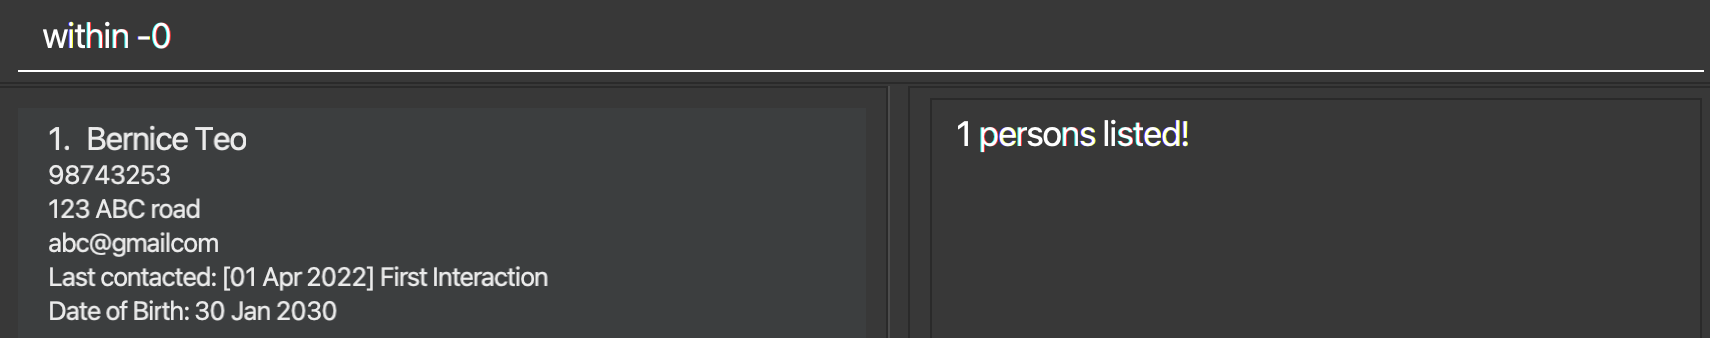 within -0
1. Bernice Teo
98743253
123 ABC road
abc@gmailcom
Last contacted: [01 Apr 2022] First Interaction
Date of Birth: 30 Jan 2030
1 persons listed!